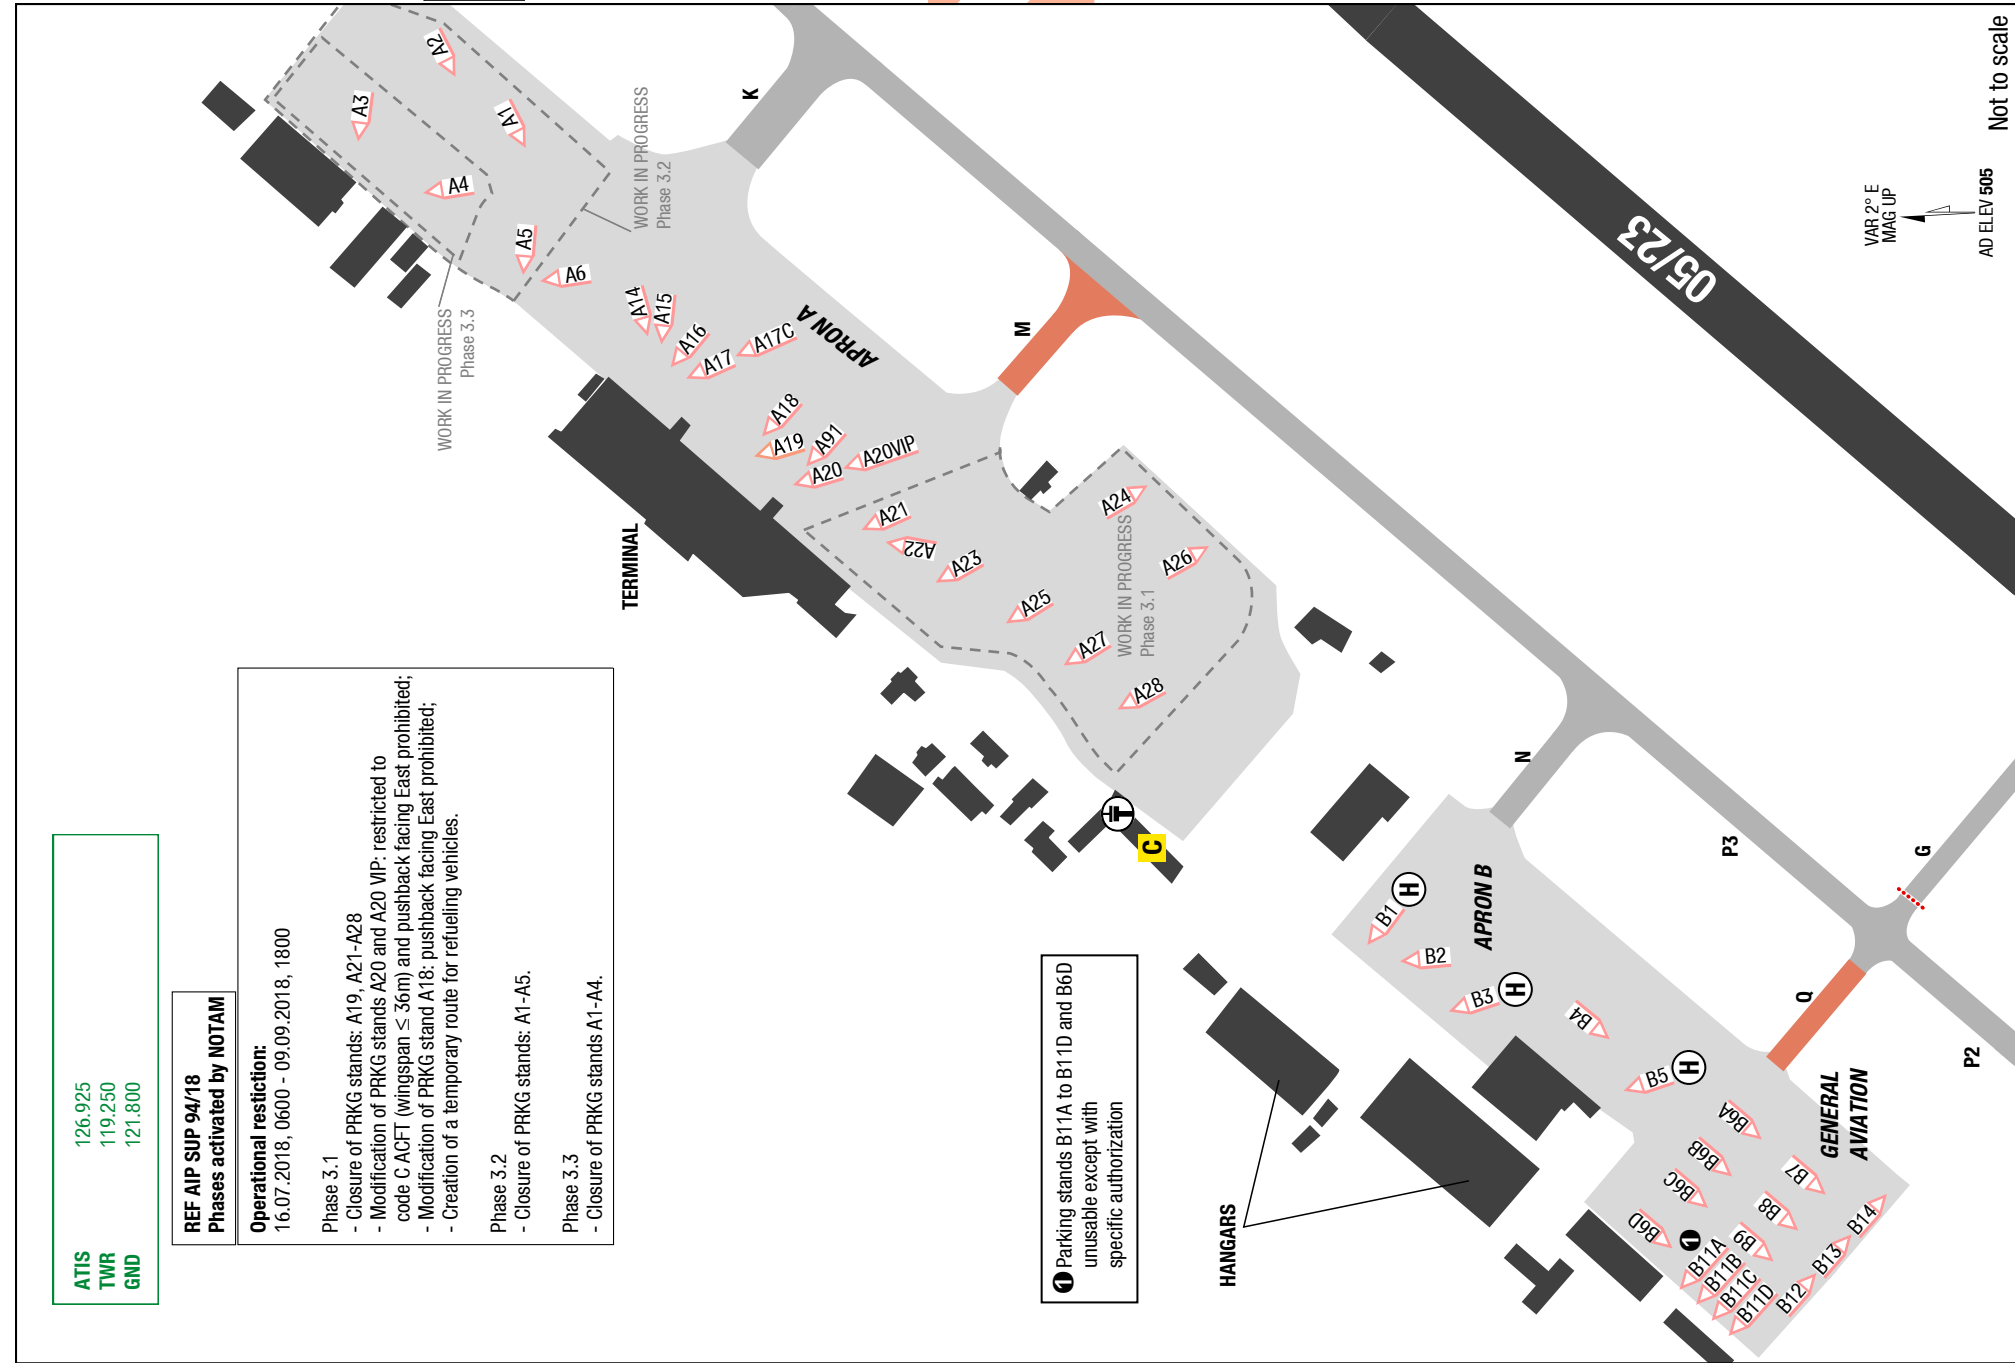 ATIS 126.925
TWR 119.250
GND 121.800
REF AIP SUP 94/18
Phases activated by NOTAM
Operational restiction:
16.07.2018, 0600 - 09.09.2018, 1800
Phase 3.1
- Closure of PRKG stands: A19, A21-A28
- Modification of PRKG stands A20 and A20 VIP: restricted to
code C ACFT (wingspan ≤ 36m) and pushback facing East prohibited;
- Modification of PRKG stand A18: pushback facing East prohibited;
- Creation of a temporary route for refueling vehicles.
Phase 3.2
- Closure of PRKG stands: A1-A5.
Phase 3.3
- Closure of PRKG stands A1-A4.
WORK IN PROGRESS
Phase 3.3
WORK IN PROGRESS
Phase 3.2
WORK IN PROGRESS
Phase 3.1
A2
A3
A1
A4
A5
A6
A14
A15
A16
A17
A17C
A18
A19
A91
A20
A20VIP
A21
A22
A23
A24
A25
A26
A27
A28
APRON A
TERMINAL
K
M
N
05/23
VAR 2° E
MAG UP
AD ELEV 505
Not to scale
T
C
❶ Parking stands B11A to B11D and B6D
unusable except with
specific authorization
HANGARS
APRON B
B1
H
B2
B3
H
B4
B5
H
B6A
B6B
B6C
B6D
B7
B8
B9
❶
B11A
B11B
B11C
B11D
B12
B13
B14
GENERAL
AVIATION
P3
G
Q
P2